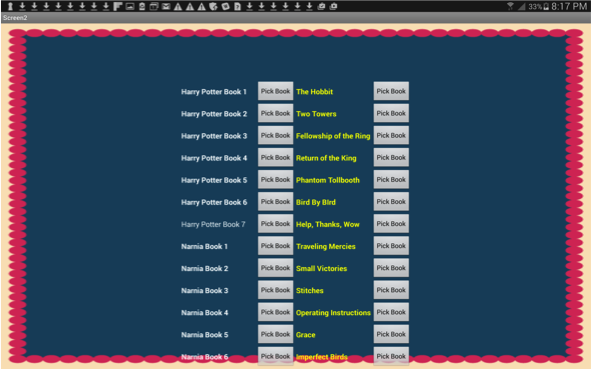 33% 8:17 PM
Screen2
Harry Potter Book 1 Pick Book The Hobbit Pick Book
Harry Potter Book 2 Pick Book Two Towers Pick Book
Harry Potter Book 3 Pick Book Fellowship of the Ring Pick Book
Harry Potter Book 4 Pick Book Return of the King Pick Book
Harry Potter Book 5 Pick Book Phantom Tollbooth Pick Book
Harry Potter Book 6 Pick Book Bird By BIrd Pick Book
Harry Potter Book 7 Pick Book Help, Thanks, Wow Pick Book
Narnia Book 1 Pick Book Traveling Mercies Pick Book
Narnia Book 2 Pick Book Small Victories Pick Book
Narnia Book 3 Pick Book Stitches Pick Book
Narnia Book 4 Pick Book Operating Instructions Pick Book
Narnia Book 5 Pick Book Grace Pick Book
Narnia Book 6 Pick Book Imperfect Birds Pick Book